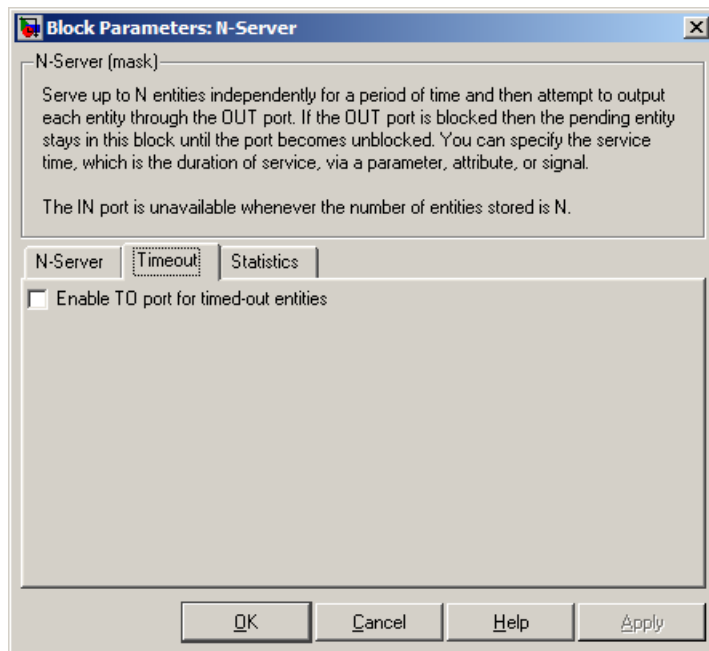 Block Parameters: N-Server
N-Server (mask)
Serve up to N entities independently for a period of time and then attempt to output
each entity through the OUT port. If the OUT port is blocked then the pending entity
stays in this block until the port becomes unblocked. You can specify the service
time, which is the duration of service, via a parameter, attribute, or signal.
The IN port is unavailable whenever the number of entities stored is N.
N-Server Timeout Statistics
Enable TO port for timed-out entities
OK Cancel Help Apply